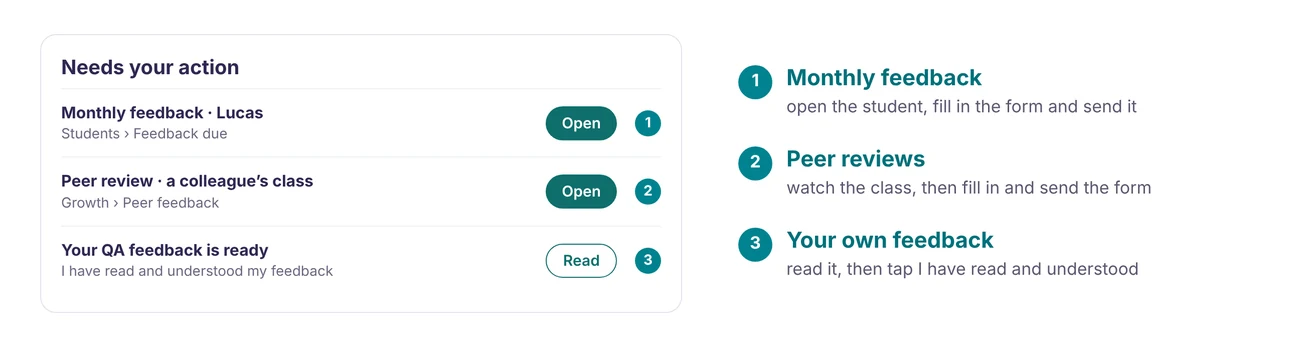 Needs your action
Monthly feedback · Lucas
Students › Feedback due
Open
1
Peer review · a colleague’s class
Growth › Peer feedback
Open
2
Your QA feedback is ready
I have read and understood my feedback
Read
3
1
Monthly feedback
open the student, fill in the form and send it
2
Peer reviews
watch the class, then fill in and send the form
3
Your own feedback
read it, then tap I have read and understood